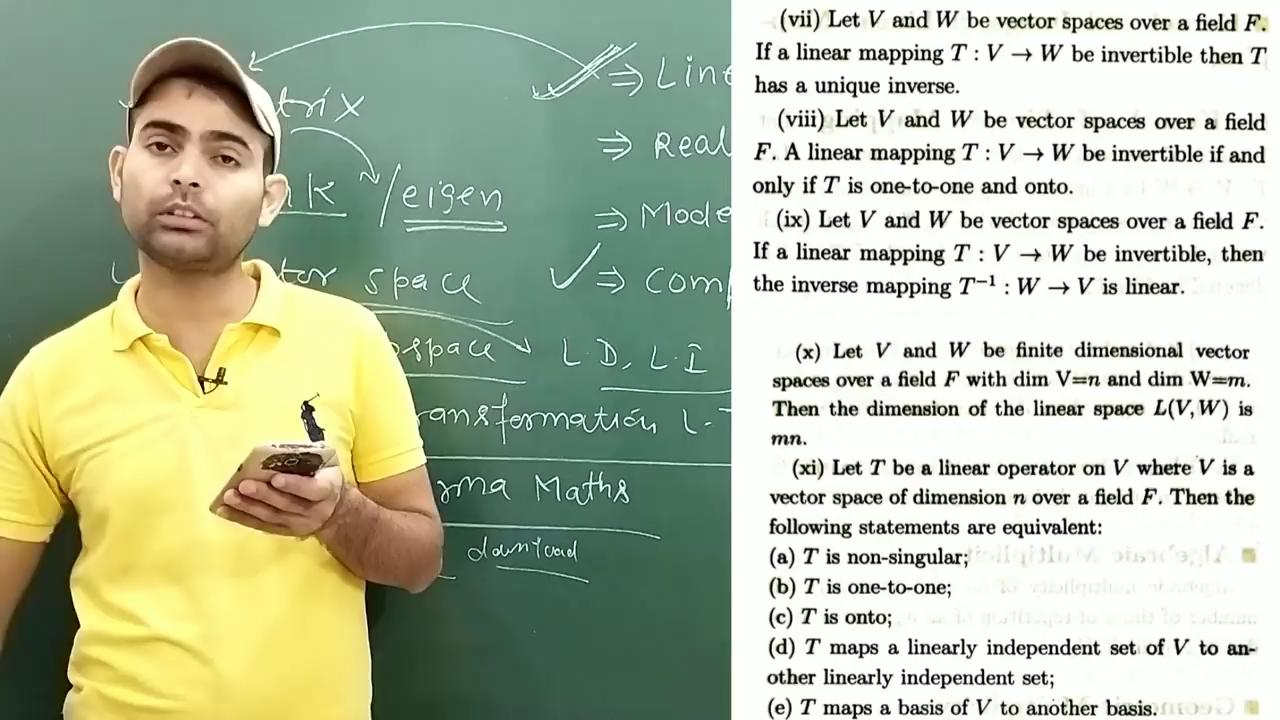 trix
/eigen
space
space
L.D, L.I
ransformation L.
rma Maths
download
⇒ Line
⇒ Real
⇒ Mode
⇒ Comp
(vii) Let V and W be vector spaces over a field F.
If a linear mapping T : V → W be invertible then T
has a unique inverse.
(viii) Let V and W be vector spaces over a field
F. A linear mapping T : V → W be invertible if and
only if T is one-to-one and onto.
(ix) Let V and W be vector spaces over a field F.
If a linear mapping T : V → W be invertible, then
the inverse mapping T⁻¹ : W → V is linear.
(x) Let V and W be finite dimensional vector
spaces over a field F with dim V=n and dim W=m.
Then the dimension of the linear space L(V, W) is
mn.
(xi) Let T be a linear operator on V where V is a
vector space of dimension n over a field F. Then the
following statements are equivalent:
(a) T is non-singular;
(b) T is one-to-one;
(c) T is onto;
(d) T maps a linearly independent set of V to an-
other linearly independent set;
(e) T maps a basis of V to another basis.